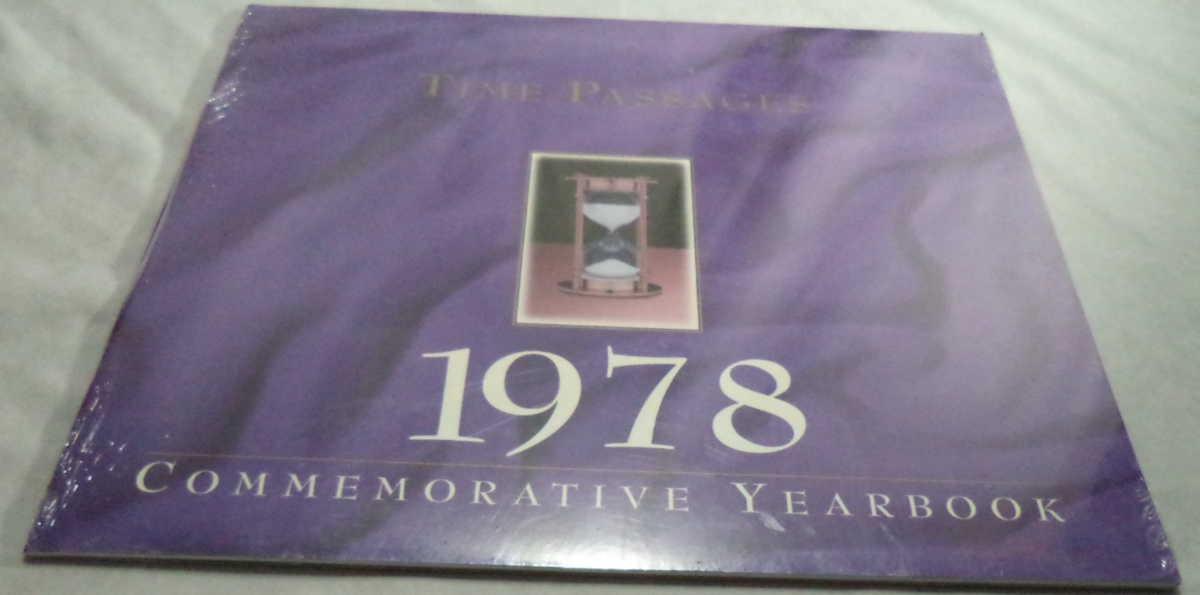 TIME PASSAGES
1978
COMMEMORATIVE YEARBOOK